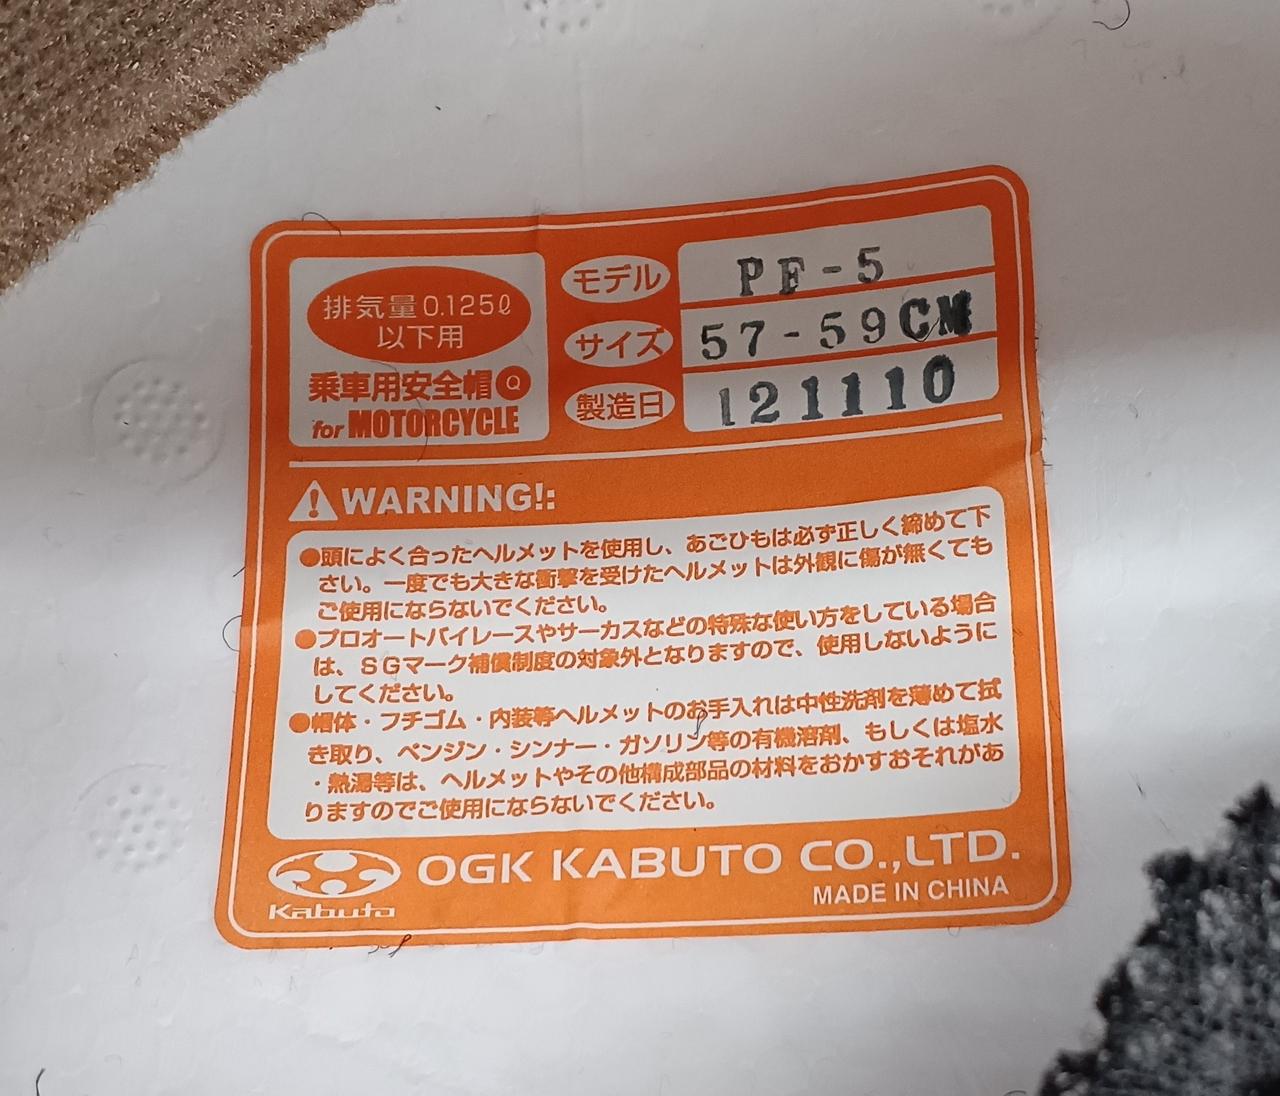 排気量0.125ℓ
以下用
乗車用安全帽Q
for MOTORCYCLE
モデル PF-5
サイズ 57-59CM
製造日 121110
WARNING!:
●頭によく合ったヘルメットを使用し、あごひもは必ず正しく締めて下
さい。一度でも大きな衝撃を受けたヘルメットは外観に傷が無くても
ご使用にならないでください。
●プロオートバイレースやサーカスなどの特殊な使い方をしている場合
は、SGマーク補償制度の対象外となりますので、使用しないように
してください。
●帽体・フチゴム・内装等ヘルメットのお手入れは中性洗剤を薄めて拭
き取り、ベンジン・シンナー・ガソリン等の有機溶剤、もしくは塩水
・熱湯等は、ヘルメットやその他構成部品の材料をおかすおそれがあ
りますのでご使用にならないでください。
Kabuto
OGK KABUTO CO.,LTD.
MADE IN CHINA